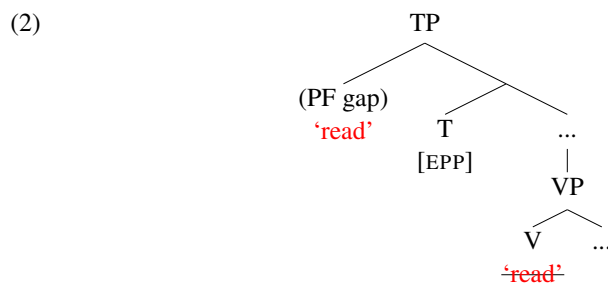 (2)
TP
(PF gap)
‘read’
T
[EPP]
...
VP
V
‘read’
...